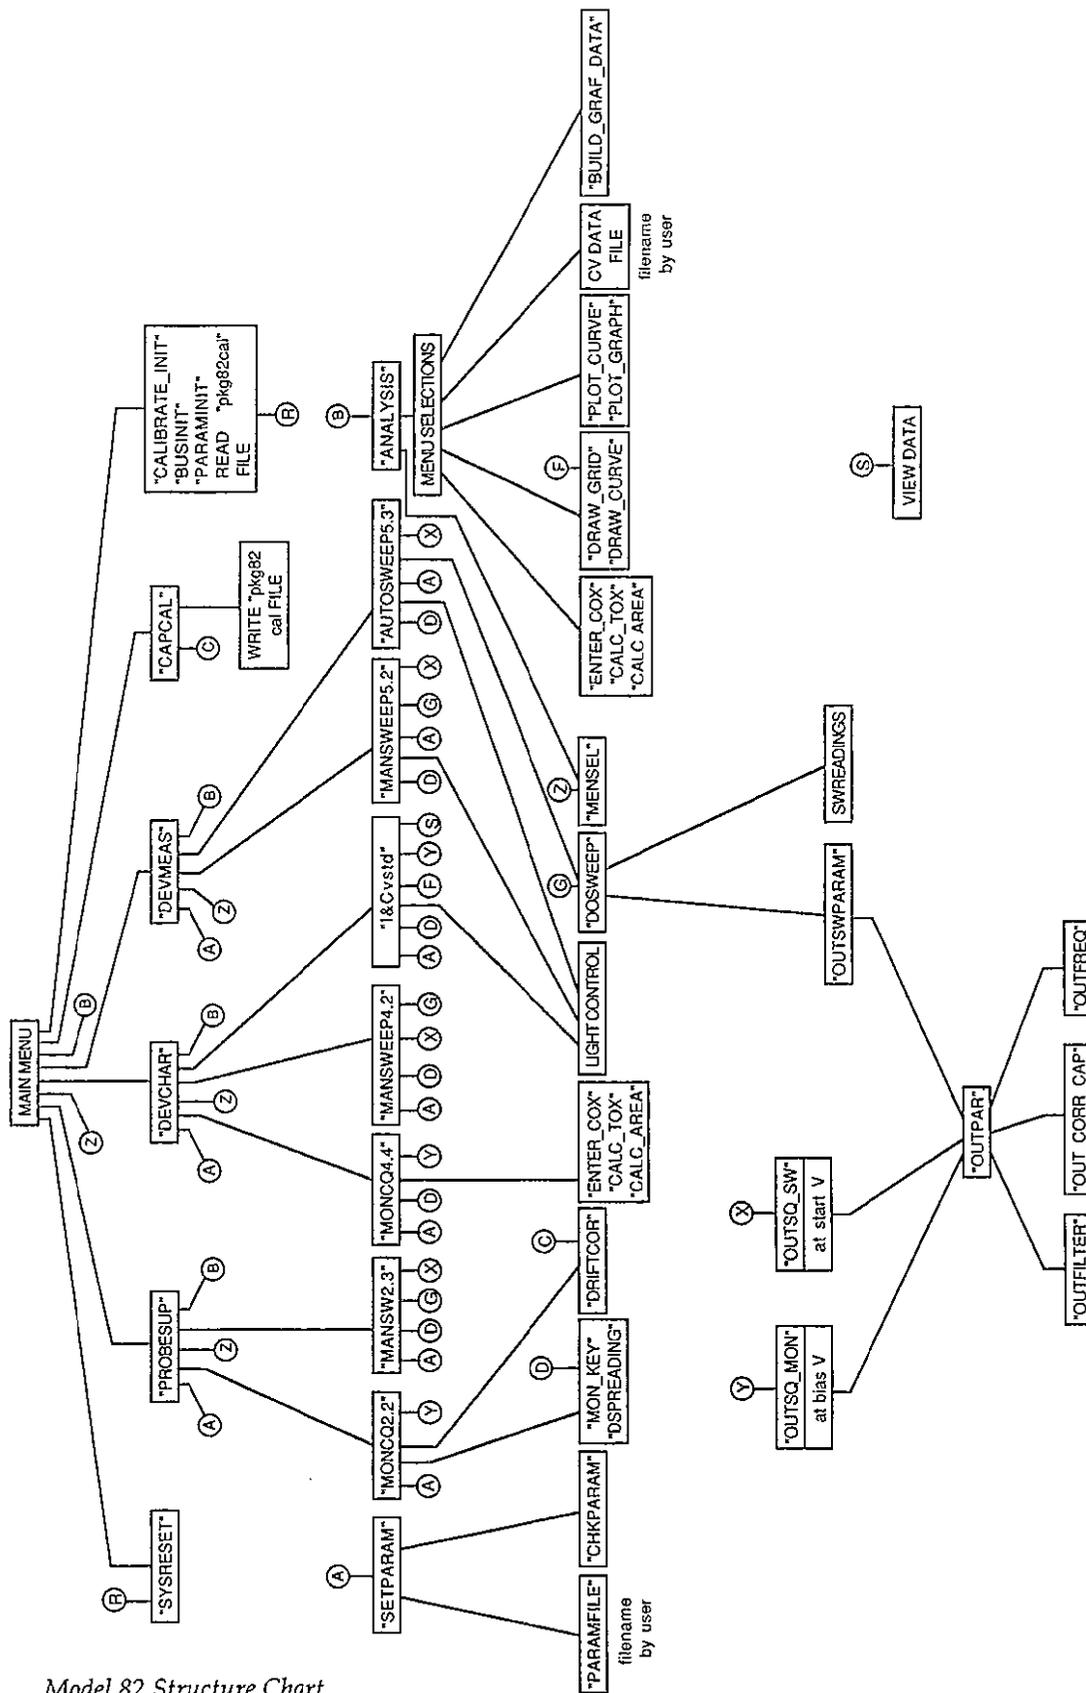 MAIN MENU
Z
B
"SYSRESET"
R
"PROBESUP"
A
Z
B
"DEVCHAR"
A
Z
B
"DEVMEAS"
A
Z
B
"CAPCAL"
C
WRITE "pkg82
cal FILE
"CALIBRATE_INIT"
"BUSINIT"
"PARAMINIT"
READ "pkg82cal"
FILE
R
A
"SETPARAM"
"MONCQ2.2"
A
Y
"MANSW2.3"
A
D
G
X
"MONCQ4.4"
A
D
Y
"MANSWEEP4.2"
A
D
X
G
"I&Cvstd"
A
D
F
Y
S
"MANSWEEP5.2"
D
A
G
X
"AUTOSWEEP5.3"
D
A
X
B
"ANALYSIS"
MENU SELECTIONS
"PARAMFILE"
filename
by user
"CHKPARAM"
D
"MON_KEY"
"DSPREADING"
C
"DRIFTCOR"
"ENTER_COX"
"CALC_TOX"
"CALC_AREA"
LIGHT CONTROL
G
"DOSWEEP"
Z
"MENSEL"
"ENTER_COX"
"CALC_TOX"
"CALC AREA"
F
"DRAW_GRID"
"DRAW_CURVE"
"PLOT_CURVE"
"PLOT_GRAPH"
CV DATA
FILE
filename
by user
"BUILD_GRAF_DATA"
Y
"OUTSQ_MON"
at bias V
X
"OUTSQ_SW"
at start V
"OUTSWPARAM"
SWREADINGS
S
VIEW DATA
"OUTPAR"
"OUTFILTER"
"OUT CORR CAP"
"OUTFREQ"
Model 82 Structure Chart